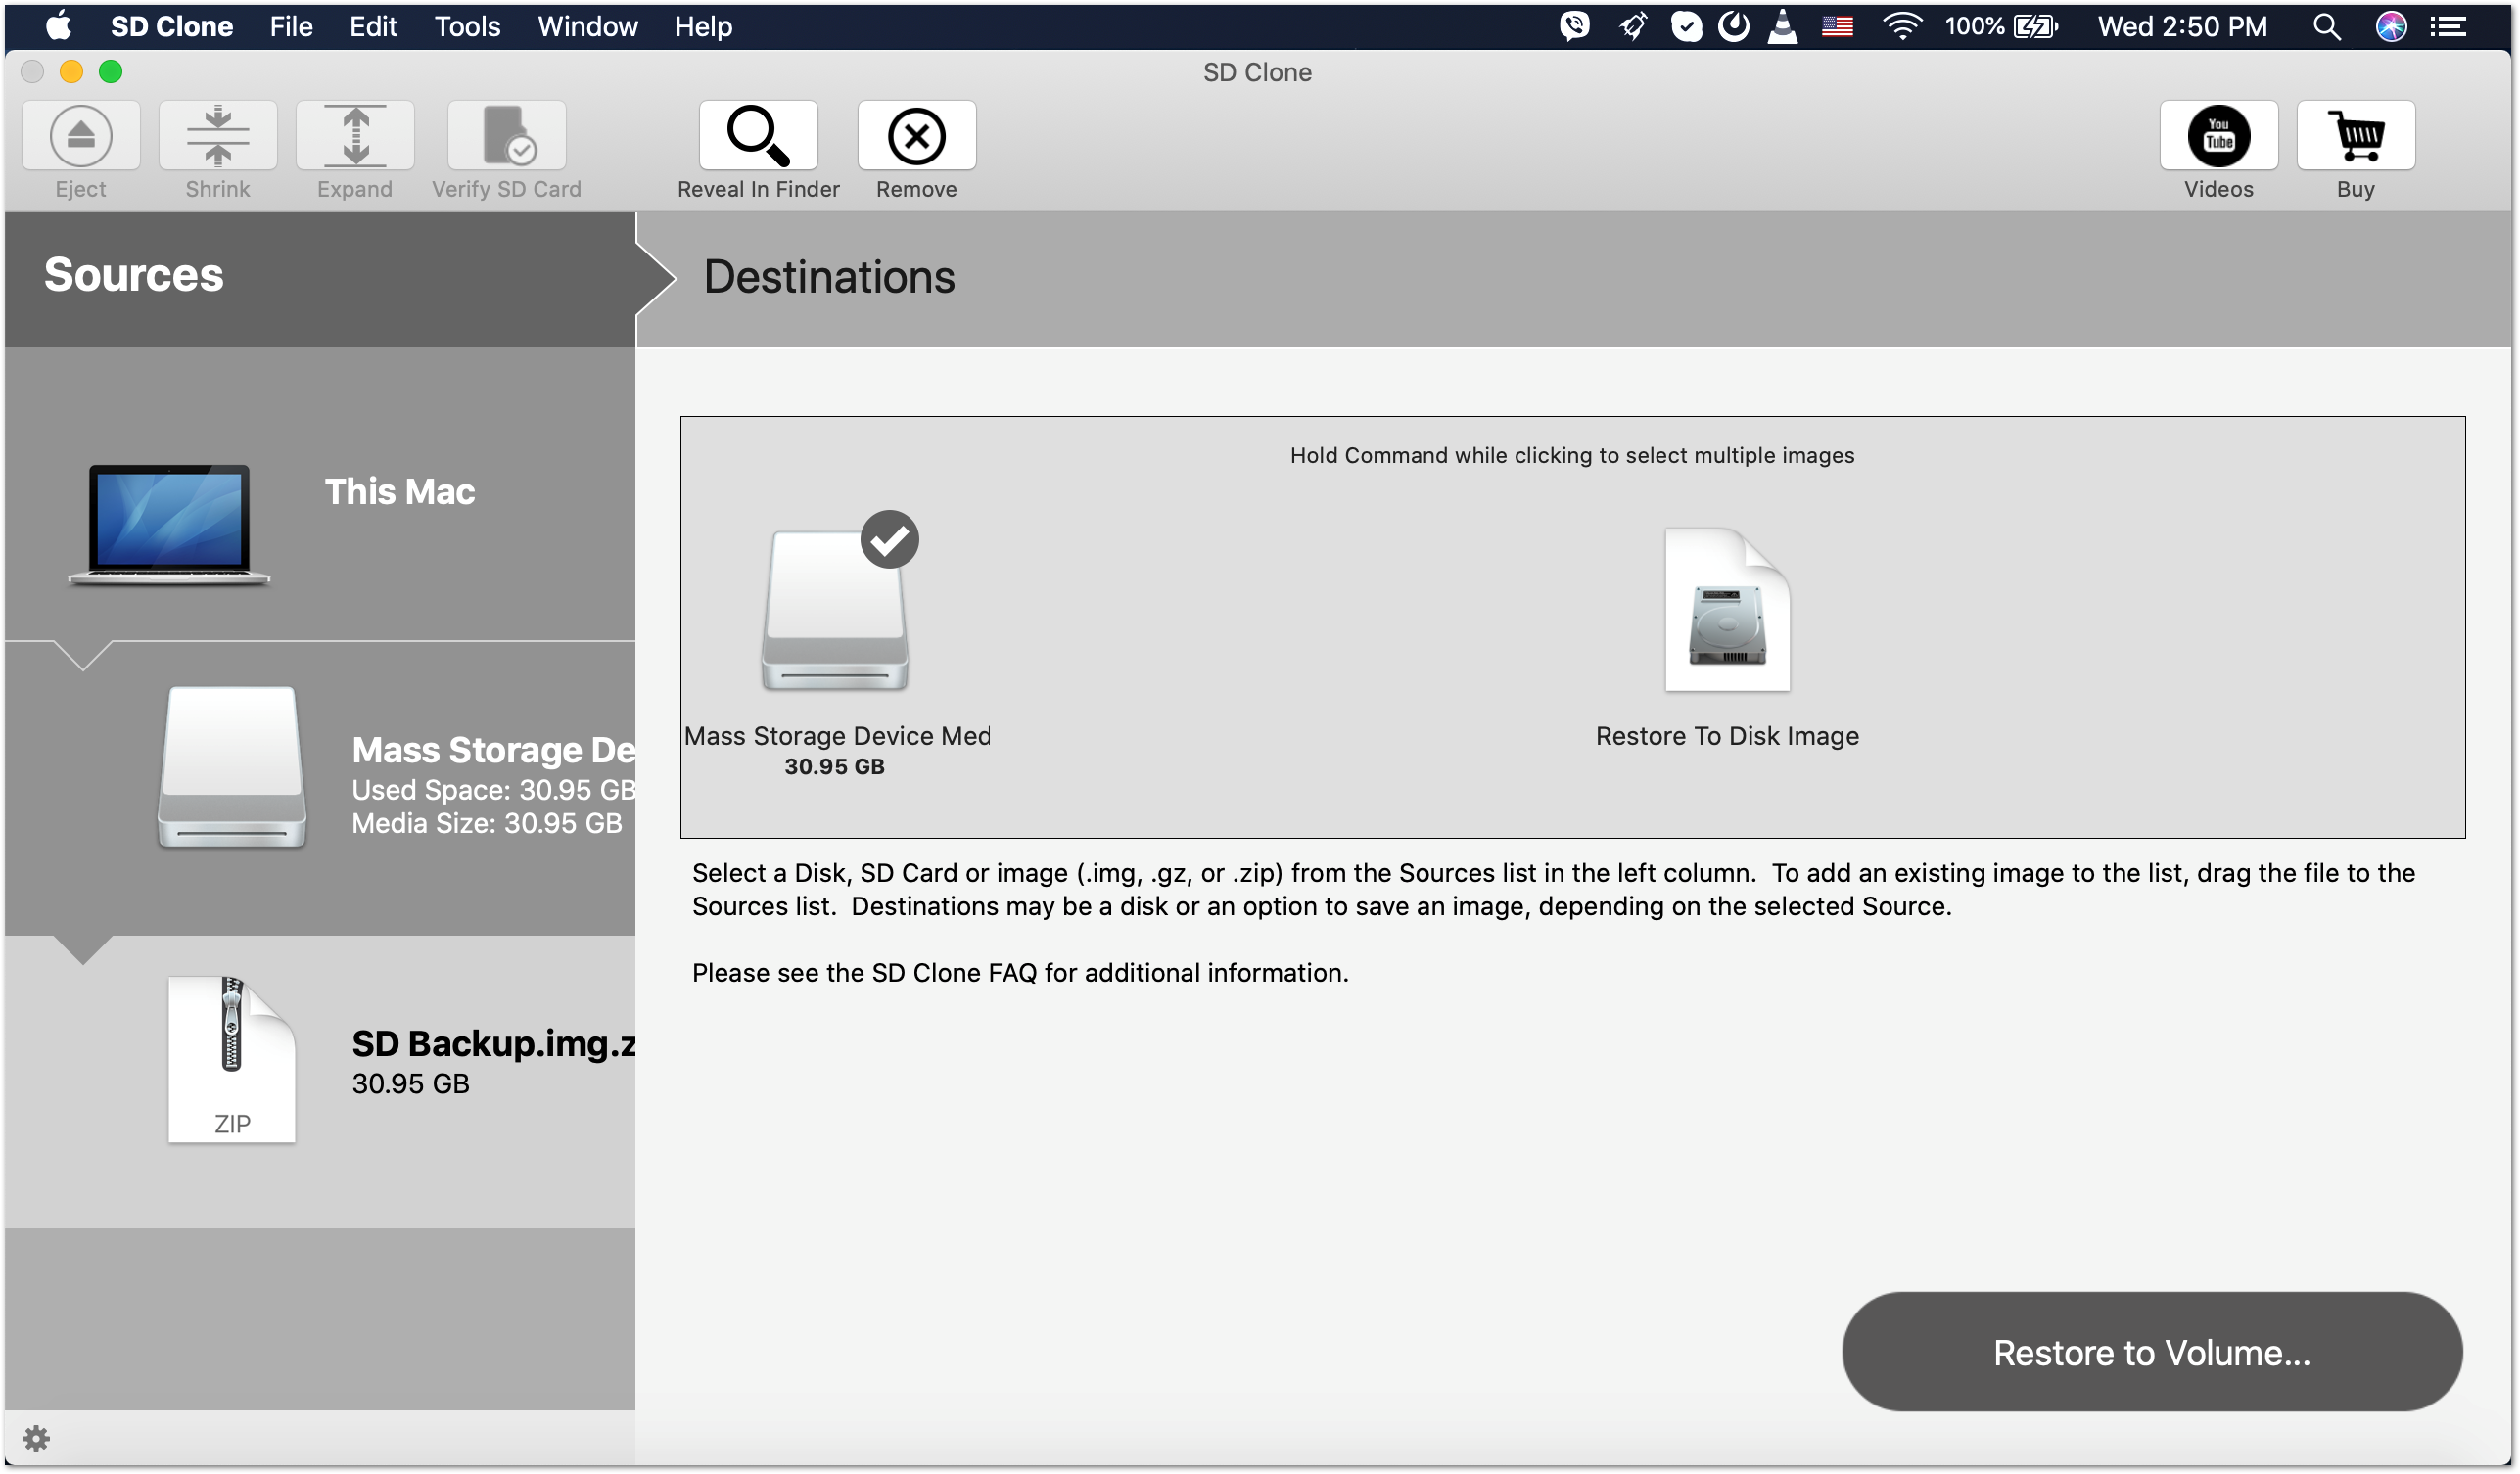 SD Clone File Edit Tools Window Help 100% Wed 2:50 PM
SD Clone
Eject Shrink Expand Verify SD Card Reveal In Finder Remove You Tube Videos Buy
Sources
Destinations
This Mac
Mass Storage De
Used Space: 30.95 GB
Media Size: 30.95 GB
ZIP
SD Backup.img.z
30.95 GB
Hold Command while clicking to select multiple images
Mass Storage Device Med
30.95 GB
Restore To Disk Image
Select a Disk, SD Card or image (.img, .gz, or .zip) from the Sources list in the left column. To add an existing image to the list, drag the file to the
Sources list. Destinations may be a disk or an option to save an image, depending on the selected Source.
Please see the SD Clone FAQ for additional information.
Restore to Volume...